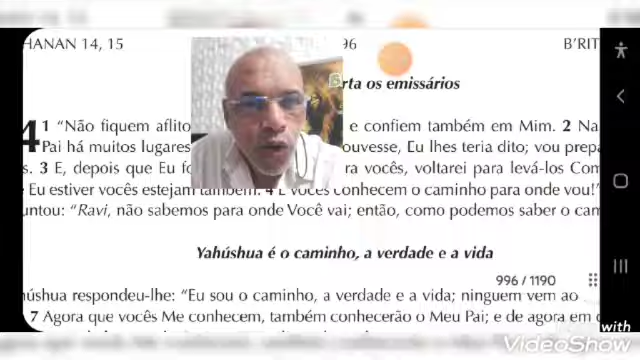 HANAN 14, 15 96 B'RIT
rta os emissários
4 1 “Não fiquem aflito e confiem também em Mim. 2 Na
Pai há muitos lugares ouvesse, Eu lhes teria dito; vou prepa
s. 3 E, depois que Eu fo ra vocês, voltarei para levá-los Com
Eu estiver vocês estejam também. 4 E vocês conhecem o caminho para onde vou!”
untou: “Ravi, não sabemos para onde Você vai; então, como podemos saber o cam
Yahúshua é o caminho, a verdade e a vida
996 / 1190
húshua respondeu-lhe: “Eu sou o caminho, a verdade e a vida; ninguém vem ao
7 Agora que vocês Me conhecem, também conhecerão o Meu Pai; e de agora em
with
VideoShow